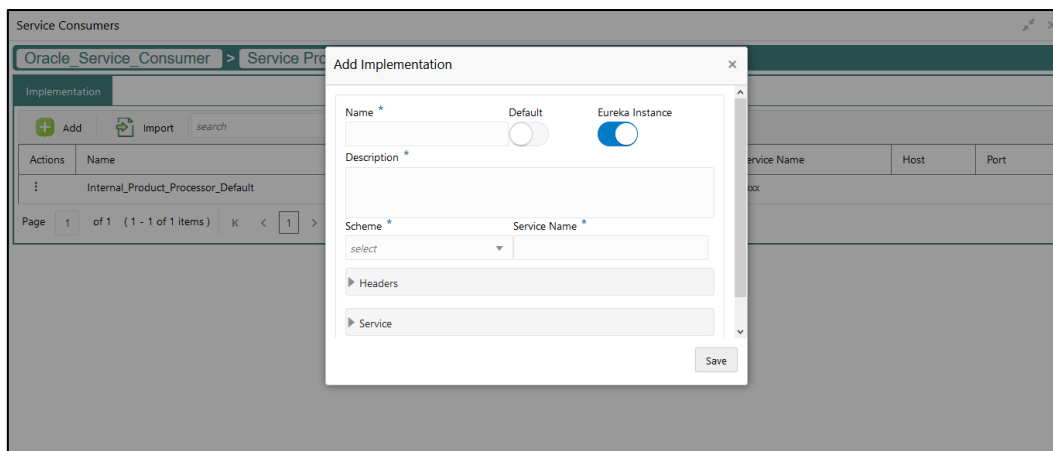 Service Consumers
Oracle_Service_Consumer > Service Pro
Implementation
Add Import search
Actions Name ervice Name Host Port
Internal_Product_Processor_Default
Page 1 of 1 (1 - 1 of 1 items) K < 1 >
Add Implementation ×
Name * Default Eureka Instance
Description *
Scheme * Service Name *
select
Headers
Service
Save